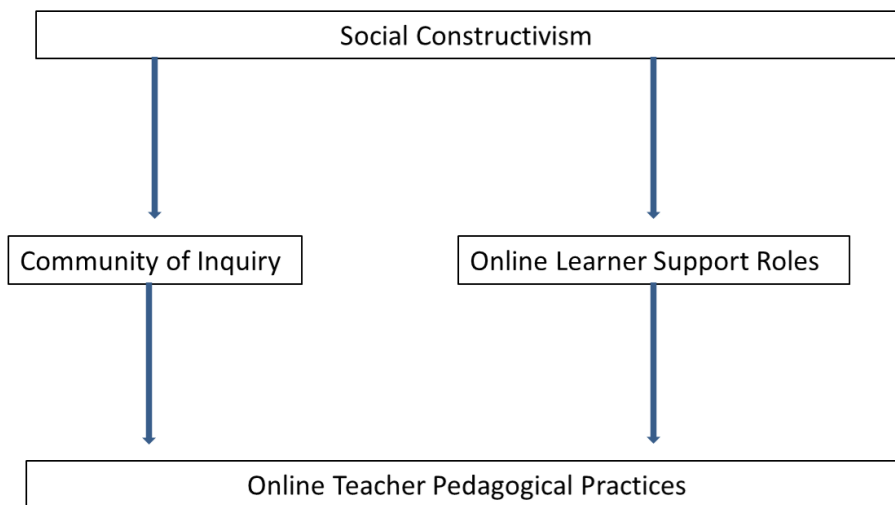 Social Constructivism
Community of Inquiry
Online Learner Support Roles
Online Teacher Pedagogical Practices